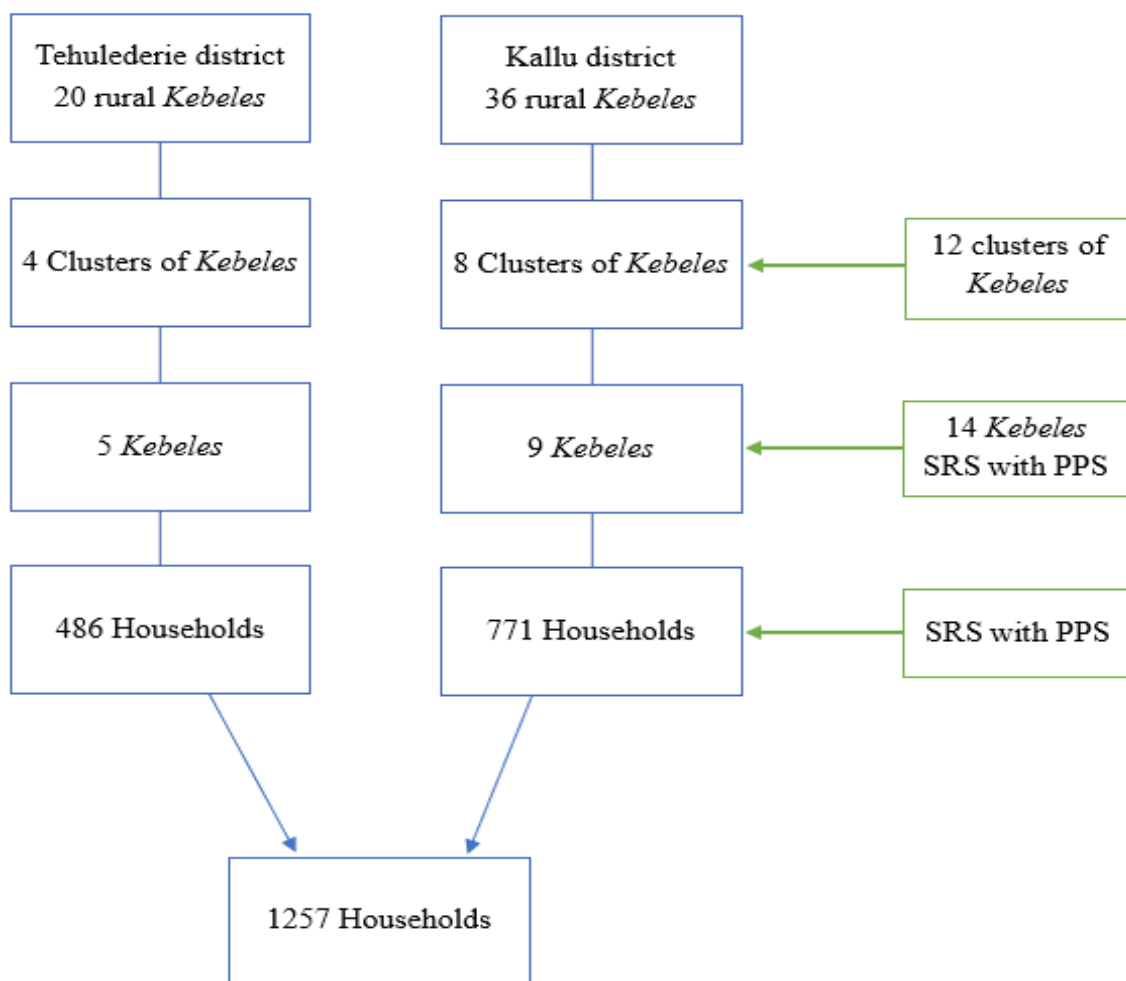 Tehulederie district
20 rural Kebeles
Kallu district
36 rural Kebeles
4 Clusters of Kebeles
8 Clusters of Kebeles
12 clusters of
Kebeles
5 Kebeles
9 Kebeles
14 Kebeles
SRS with PPS
486 Households
771 Households
SRS with PPS
1257 Households